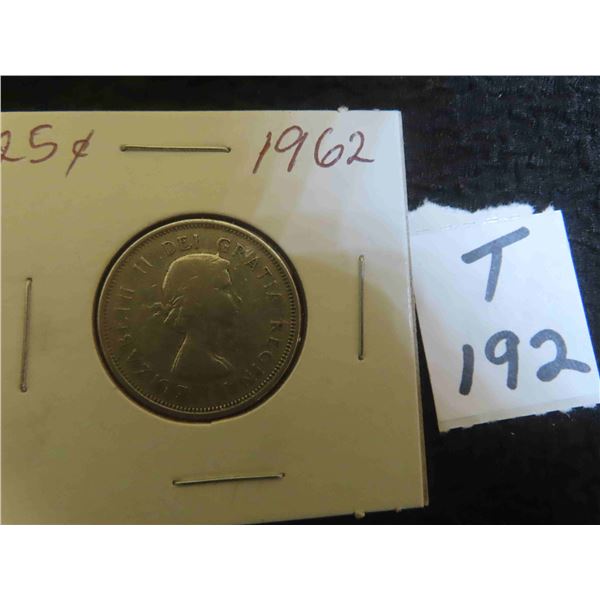 25¢ 1962
ELIZABETH II DEI GRATIA REGINA
T
192